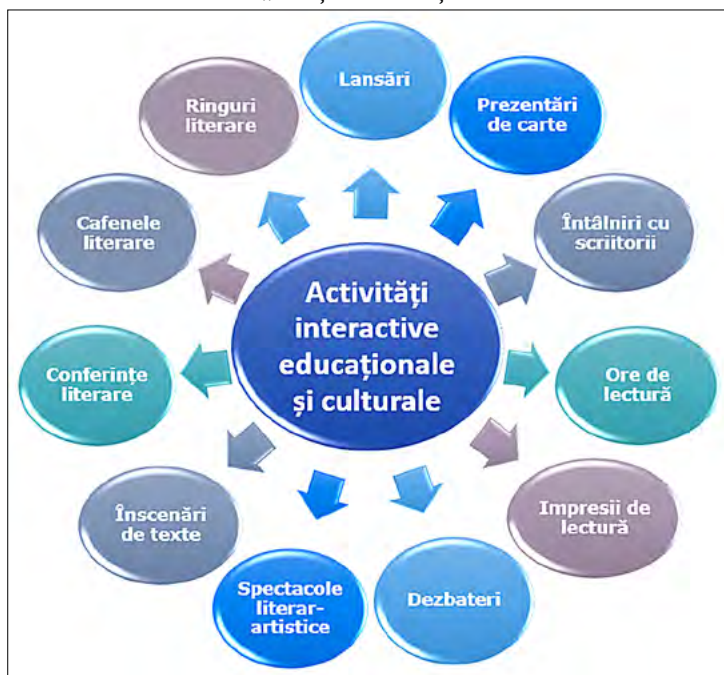 Lansări
Prezentări
de carte
Întâlniri cu
scriitorii
Ore de
lectură
Impresii de
lectură
Dezbateri
Spectacole
literar-
artistice
Înscenări
de texte
Conferințe
literare
Cafenele
literare
Ringuri
literare
Activități
interactive
educaționale
și culturale